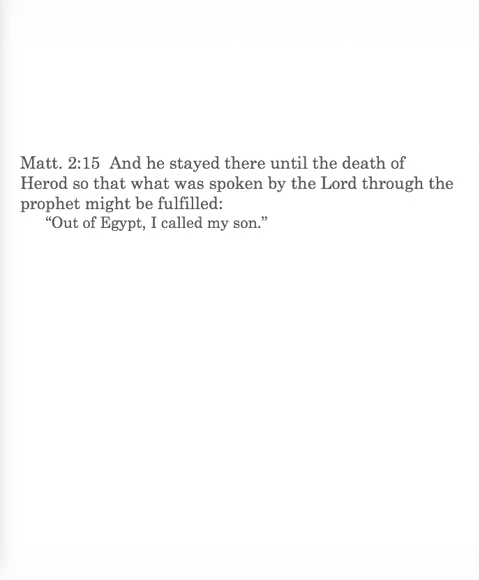 Matt. 2:15  And he stayed there until the death of
Herod so that what was spoken by the Lord through the
prophet might be fulfilled:
“Out of Egypt, I called my son.”